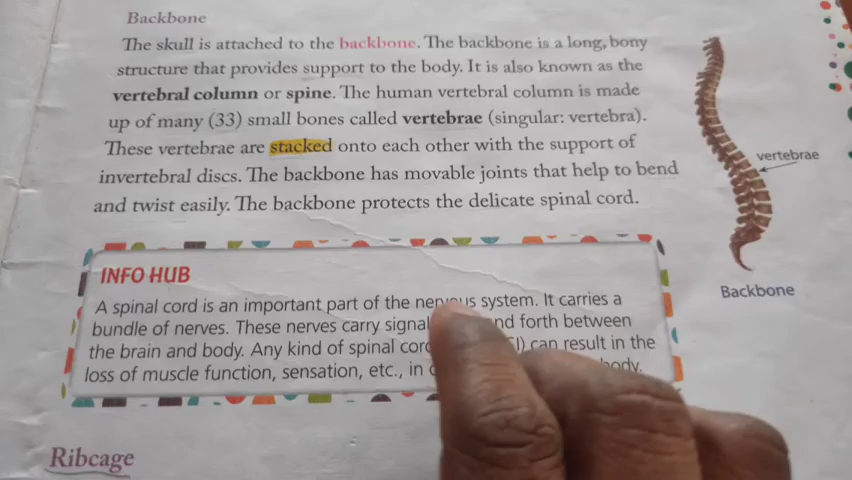 Backbone
The skull is attached to the backbone. The backbone is a long, bony
structure that provides support to the body. It is also known as the
vertebral column or spine. The human vertebral column is made
up of many (33) small bones called vertebrae (singular: vertebra).
These vertebrae are stacked onto each other with the support of
invertebral discs. The backbone has movable joints that help to bend
and twist easily. The backbone protects the delicate spinal cord.
vertebrae
Backbone
INFO HUB
A spinal cord is an important part of the nervous system. It carries a
bundle of nerves. These nerves carry signal nd forth between
the brain and body. Any kind of spinal cord I) can result in the
loss of muscle function, sensation, etc., in body.
Ribcage